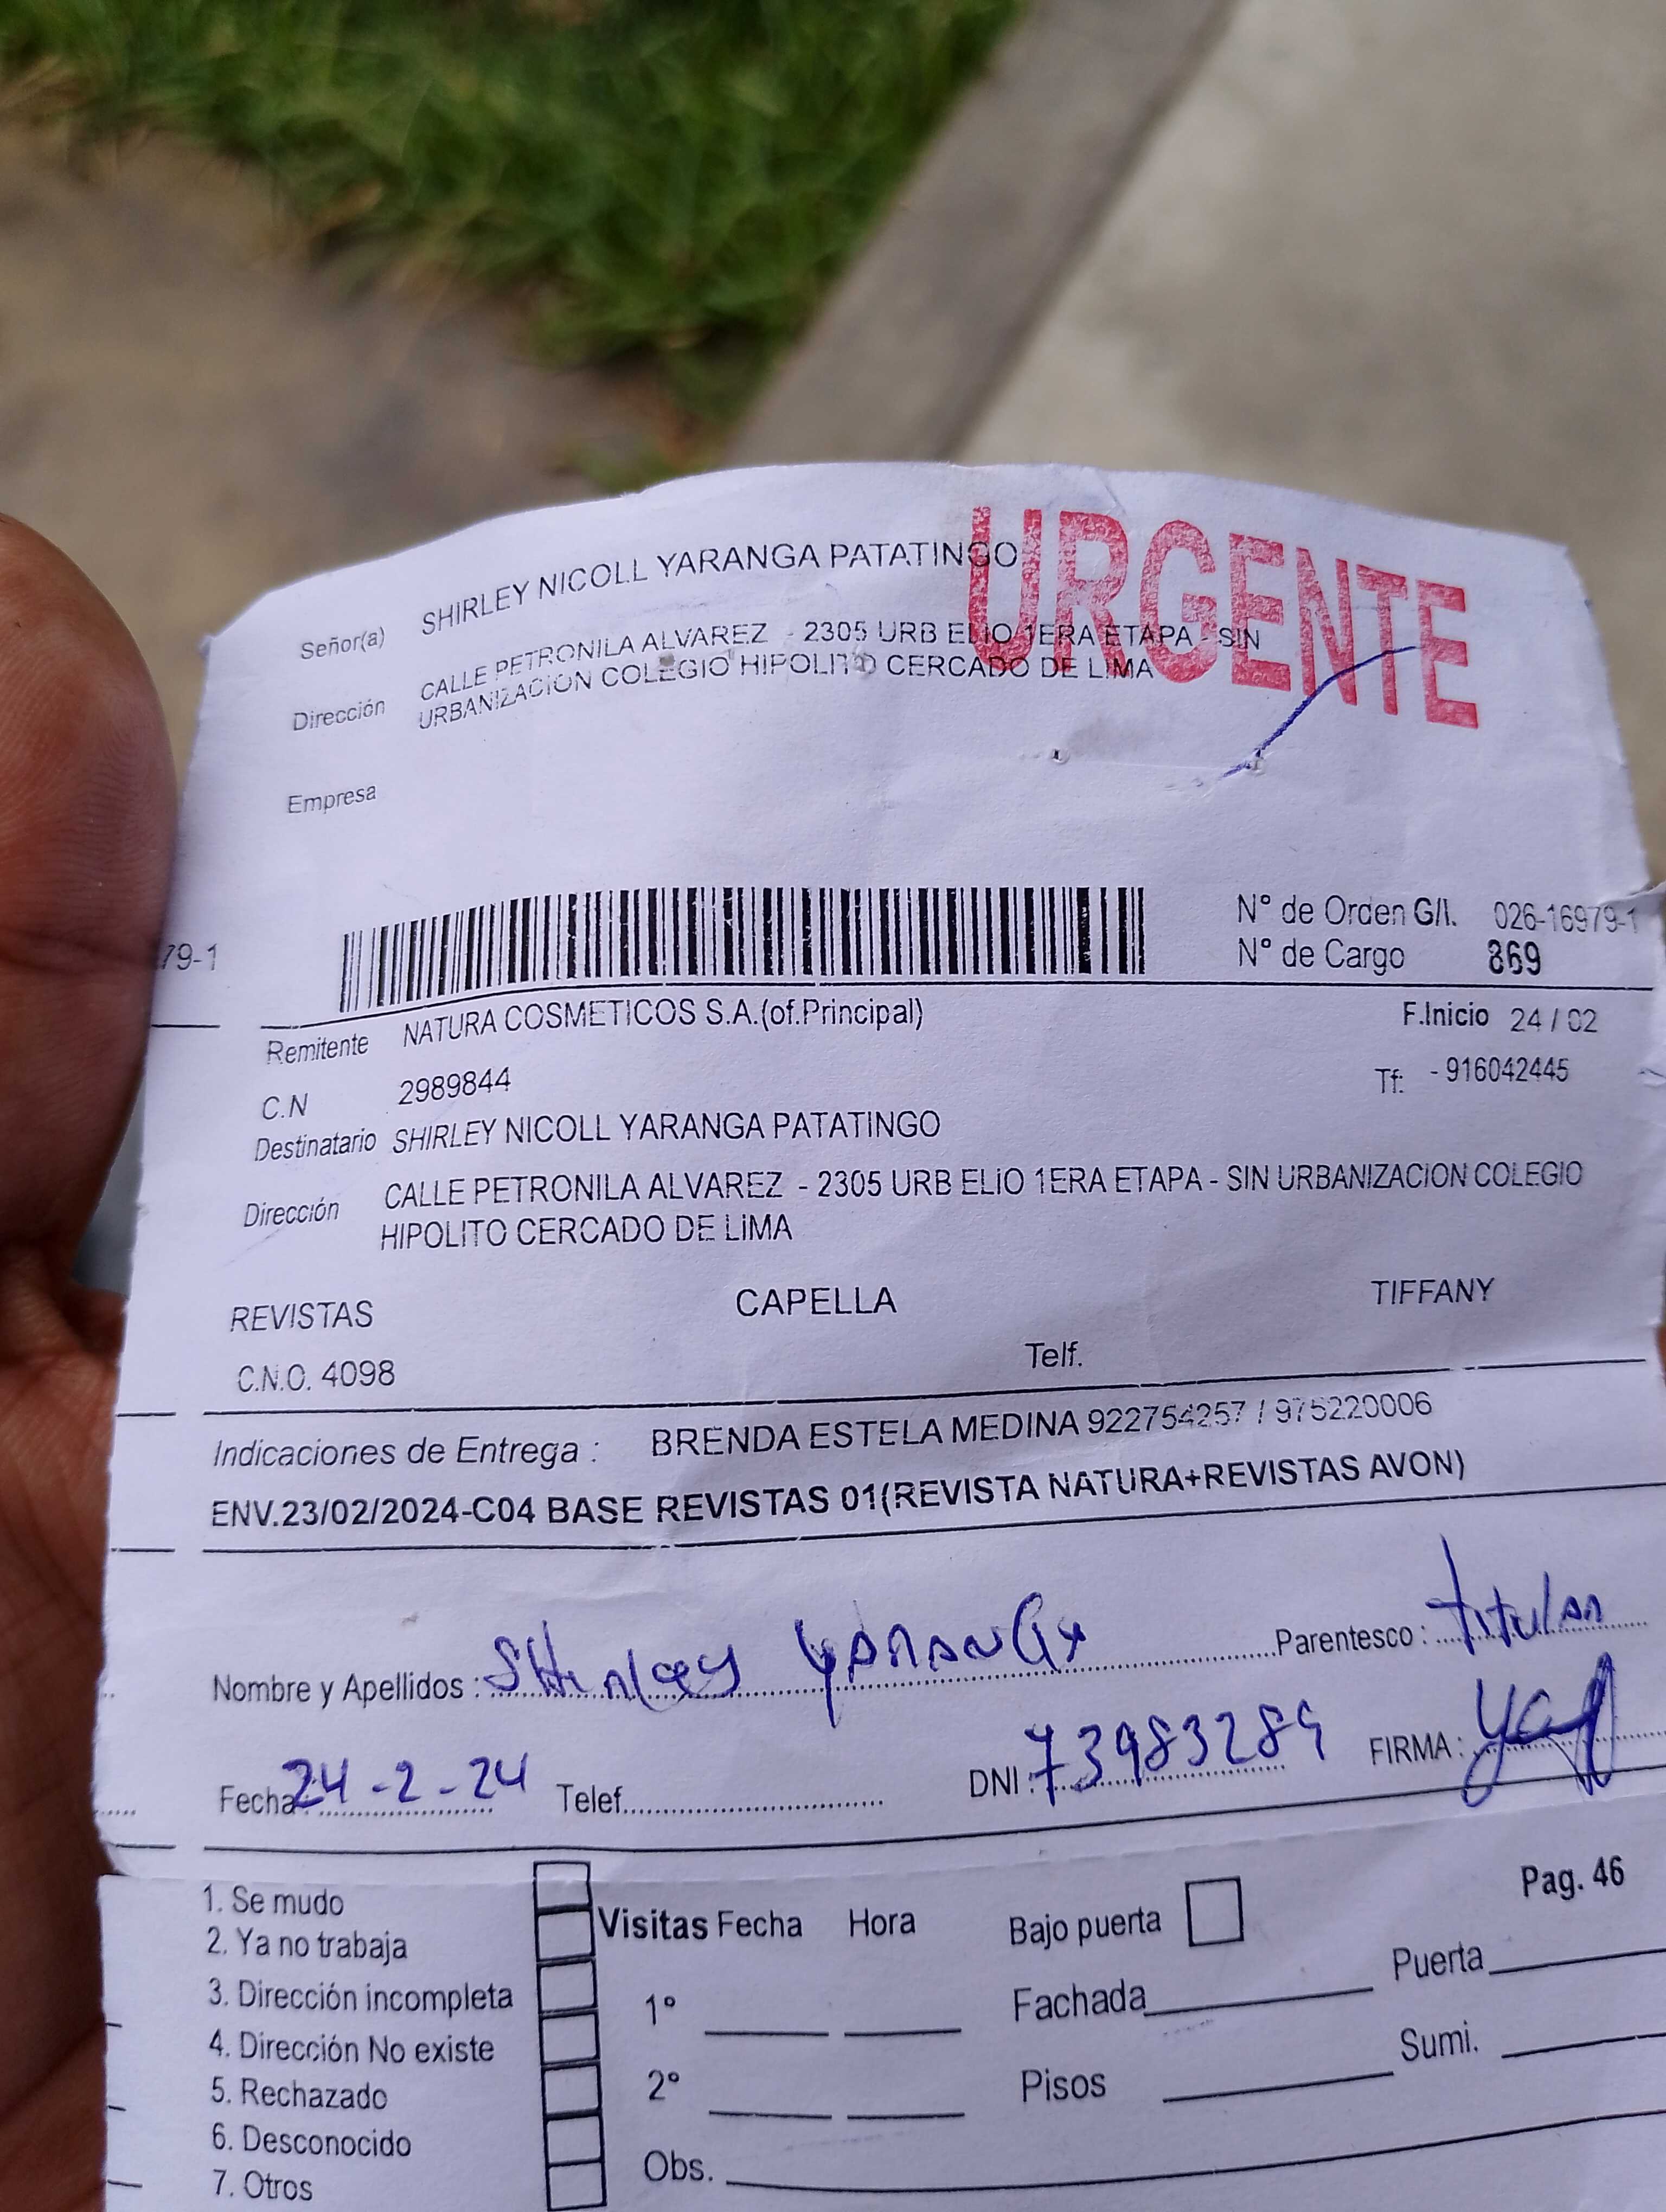 URGENTE
Señor(a) SHIRLEY NICOLL YARANGA PATATINGO
Dirección CALLE PETRONILA ALVAREZ - 2305 URB ELIO 1ERA ETAPA - SIN
URBANIZACION COLEGIO HIPOLITO CERCADO DE LIMA
Empresa
79-1
Nº de Orden G/I. 026-16979-1
Nº de Cargo 869
Remitente NATURA COSMETICOS S.A.(of.Principal) F.Inicio 24 / 02
C.N 2989844 Tf: - 916042445
Destinatario SHIRLEY NICOLL YARANGA PATATINGO
Dirección CALLE PETRONILA ALVAREZ - 2305 URB ELIO 1ERA ETAPA - SIN URBANIZACION COLEGIO
HIPOLITO CERCADO DE LIMA
REVISTAS CAPELLA TIFFANY
C.N.O. 4098 Telf.
Indicaciones de Entrega : BRENDA ESTELA MEDINA 922754257 / 975220006
ENV.23/02/2024-C04 BASE REVISTAS 01(REVISTA NATURA+REVISTAS AVON)
Nombre y Apellidos : Shirley Yaranga Parentesco : titular
Fecha 24-2-24 Telef. DNI : 73983289 FIRMA :
Pag. 46
1. Se mudo
2. Ya no trabaja Visitas Fecha Hora Bajo puerta
3. Dirección incompleta 1º Fachada Puerta
4. Dirección No existe
5. Rechazado 2º Pisos Sumi.
6. Desconocido
7. Otros Obs.